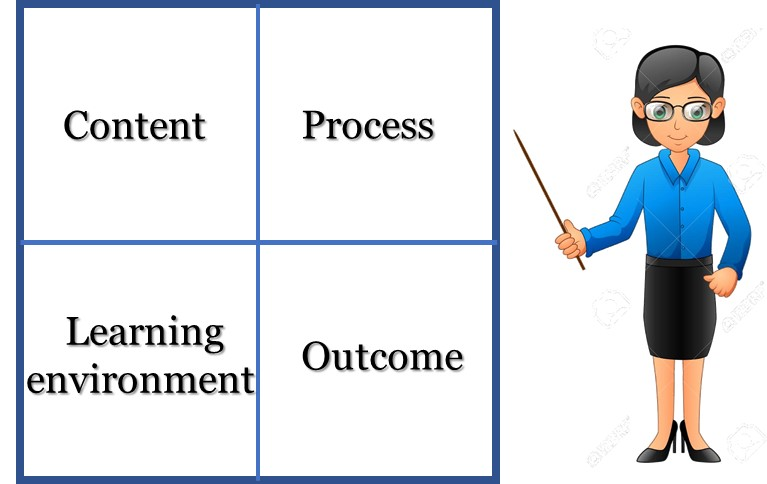 Content
Process
Learning
environment
Outcome